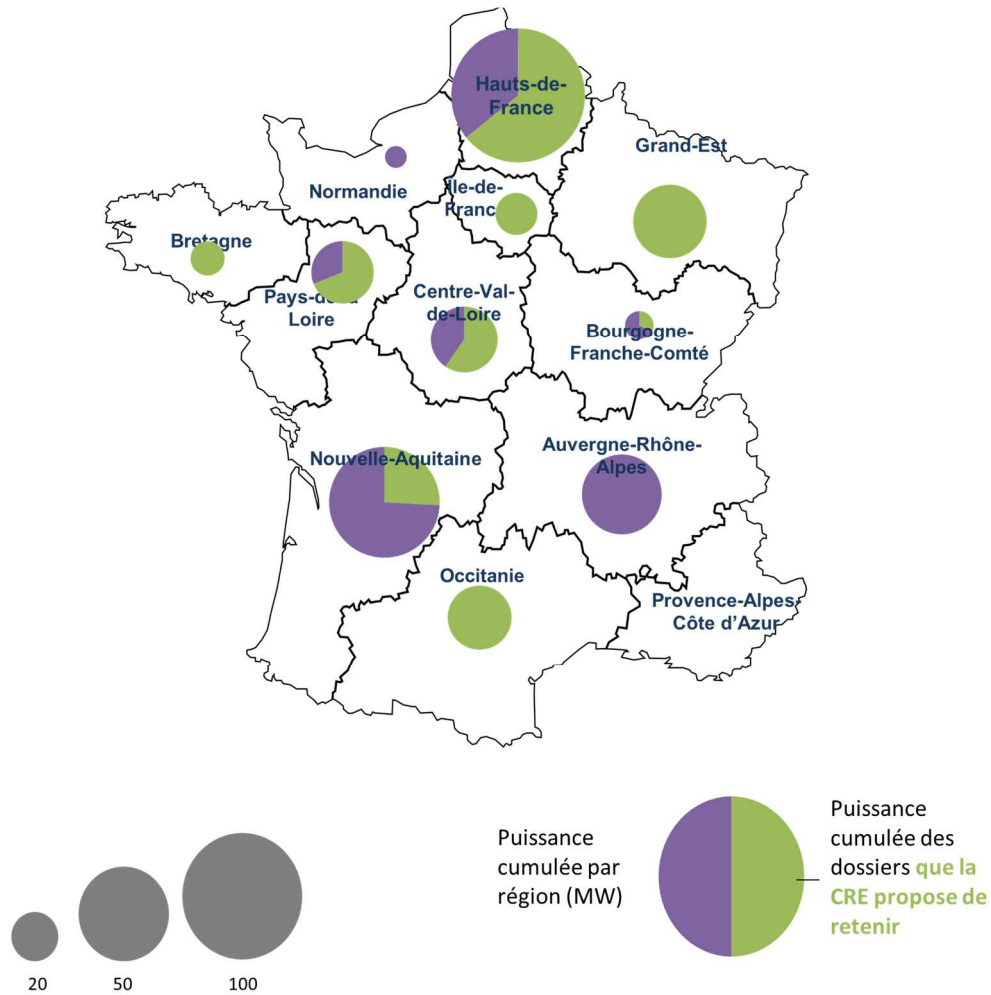 Hauts-de-
France
Grand-Est
Normandie
Ile-de-
Franc
Bretagne
Pays-de-la
Loire
Centre-Val-
de-Loire
Bourgogne-
Franche-Comté
Nouvelle-Aquitaine
Auvergne-Rhône-
Alpes
Occitanie
Provence-Alpes-
Côte d'Azur
Puissance
cumulée par
région (MW)
Puissance
cumulée des
dossiers que la
CRE propose de
retenir
20
50
100